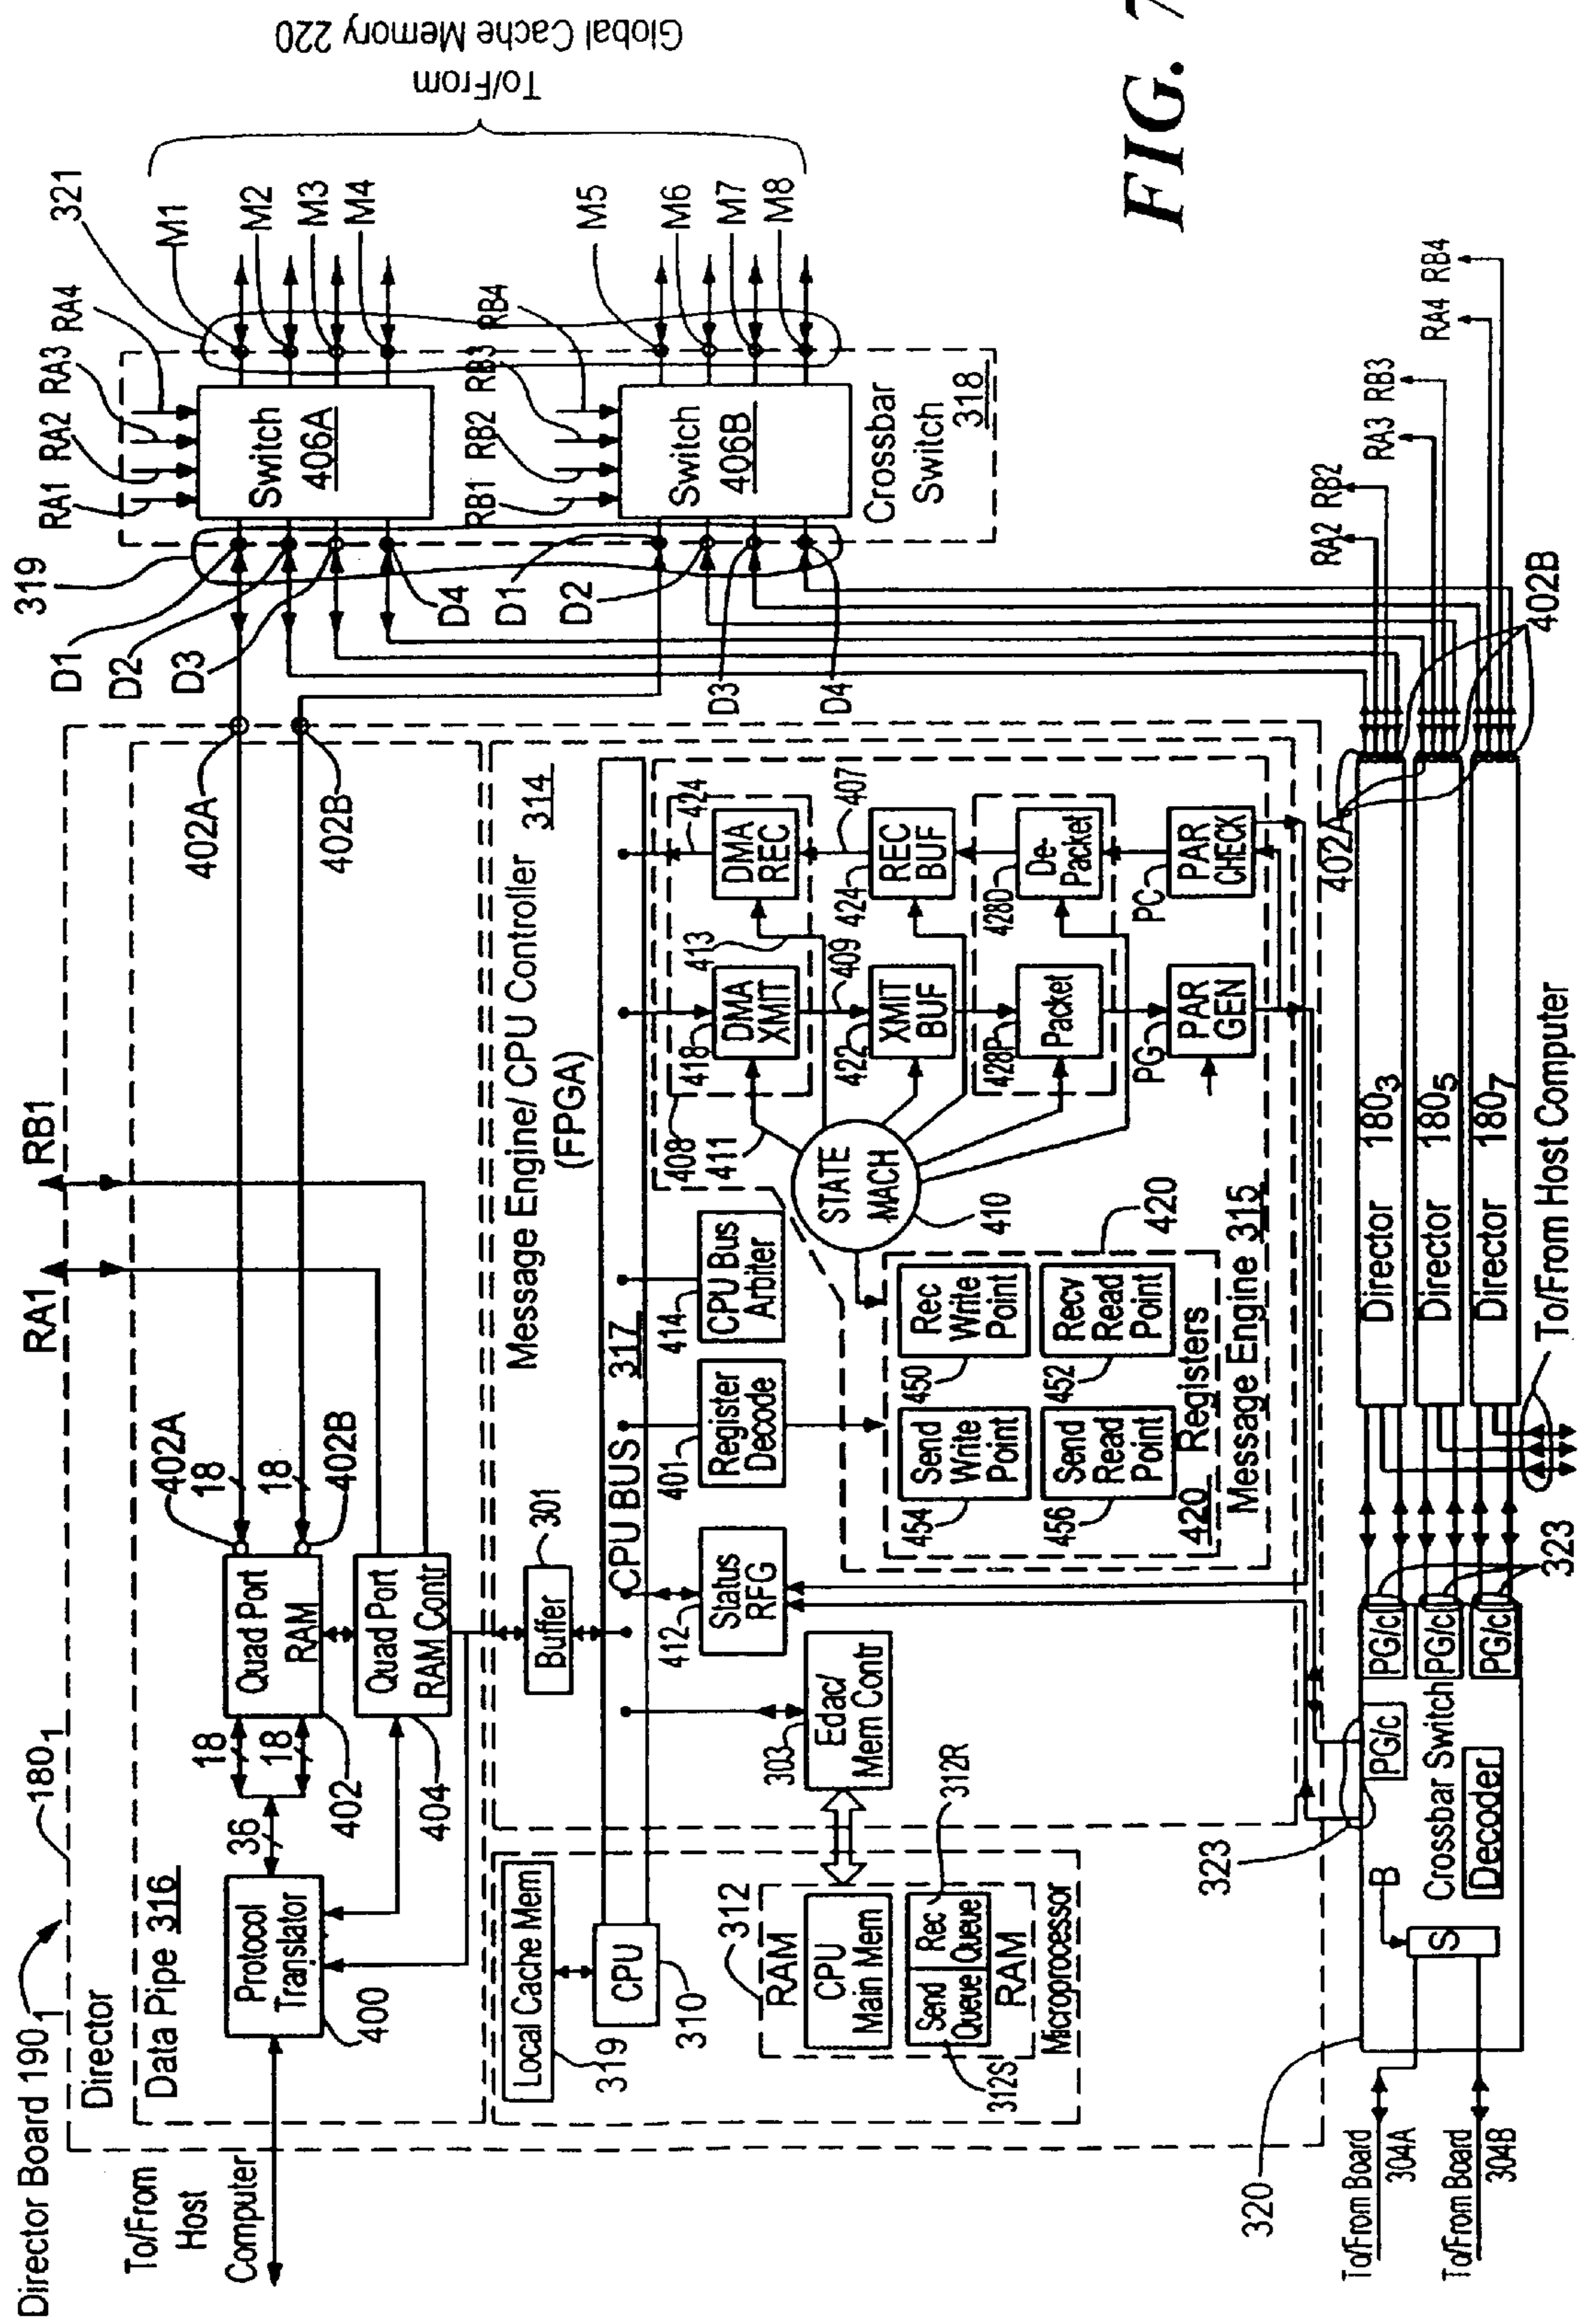 Director Board 190₁
180₁
RA1
RB1
Director
Data Pipe 316
To/From
Host
Computer
Protocol
Translator
400
36
18
18
Quad Port
RAM
402
Quad Port
RAM Contr
404
402A
18
18
402B
402A
402B
319
D1
D2
D3
D4
D1
D2
D3
D4
RA1
RA2
RA3
RA4
Switch
406A
RB1
RB2
RB3
RB4
Switch
406B
Crossbar
Switch
318
321
M1
M2
M3
M4
M5
M6
M7
M8
To/From
Global Cache Memory 220
FIG. 7
Message Engine/ CPU Controller
314
(FPGA)
Buffer
301
CPU BUS
317
Local Cache Mem
319
CPU
310
312
RAM
CPU
Main Mem
Send
Queue
Rec
Queue
312R
312S
RAM
Microprocessor
303
Edac/
Mem Contr
412
Status
RFG
401
Register
Decode
414
CPU Bus
Arbiter
408
411
STATE
MACH
410
418
DMA
XMIT
413
DMA
REC
424
409
407
422
XMIT
BUF
424
REC
BUF
428P
Packet
428D
De-
Packet
PG
PAR
GEN
PC
PAR
CHECK
454
Send
Write
Point
450
Rec
Write
Point
456
Send
Read
Point
452
Recv
Read
Point
420
420 Registers
Message Engine 315
323
320
To/From Board
304A
To/From Board
304B
S
B
Crossbar Switch
Decoder
PG/c
PG/c
PG/c
PG/c
323
Director 180₃
Director 180₅
Director 180₇
To/From Host Computer
402A
402B
RA2
RB2
RA3
RB3
RA4
RB4